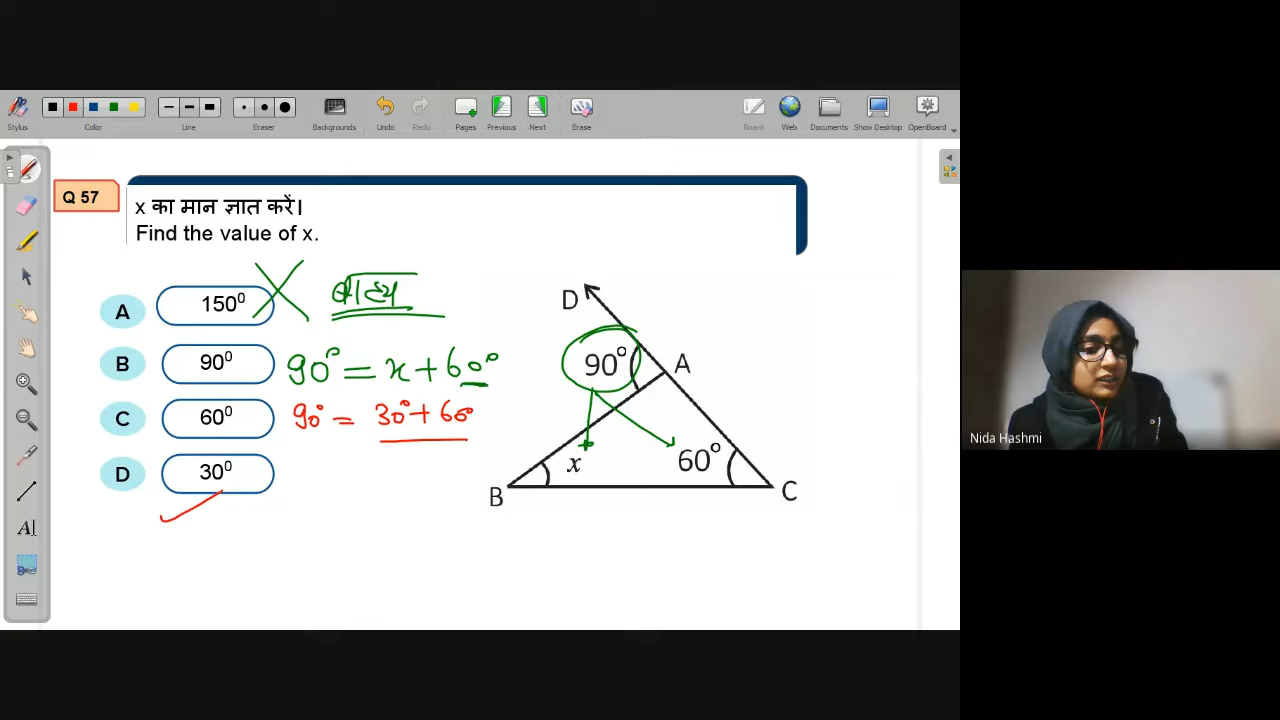 Stylus
Color
Line
Eraser
Backgrounds
Undo
Redo
Pages
Previous
Next
Erase
Board
Web
Documents
Show Desktop
OpenBoard
Q 57
x का मान ज्ञात करें।
Find the value of x.
A 150⁰
बाह्य
B 90⁰
90° = x + 60°
C 60⁰
90° = 30° + 60°
D 30⁰
D
90°
A
x
60°
B
C
Nida Hashmi